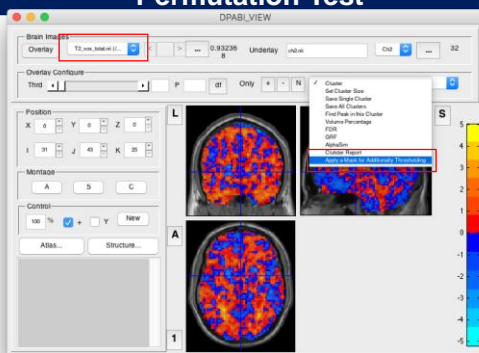 Permutation Test
DPABI_VIEW
Brain Images
Overlay T2_vox_total.nii (/... < > ... 0.93236 8 Underlay ch2.nii Ch2 ... 32
Overlay Configure
Thrd P df Only + - N ✓ Cluster
Set Cluster Size
Save Single Cluster
Save All Clusters
Find Peak in this Cluster
Volume Percentage
FDR
GRF
AlphaSim
Cluster Report
Apply a Mask for Additionally Thresholding
Position
X 0 Y 0 Z 0
I 31 J 43 K 25
Montage
A S C
Control
100 % + Y New
Atlas... Structure...
L
S
A
1
5
4
3
2
1
0
-1
-2
-3
-4
-5